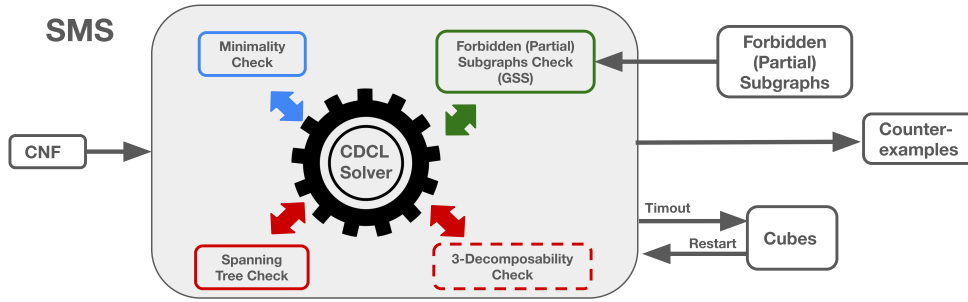 SMS
Minimality
Check
Forbidden (Partial)
Subgraphs Check
(GSS)
Forbidden
(Partial)
Subgraphs
CNF
CDCL
Solver
Counter-
examples
Timout
Restart
Cubes
Spanning
Tree Check
3-Decomposability
Check